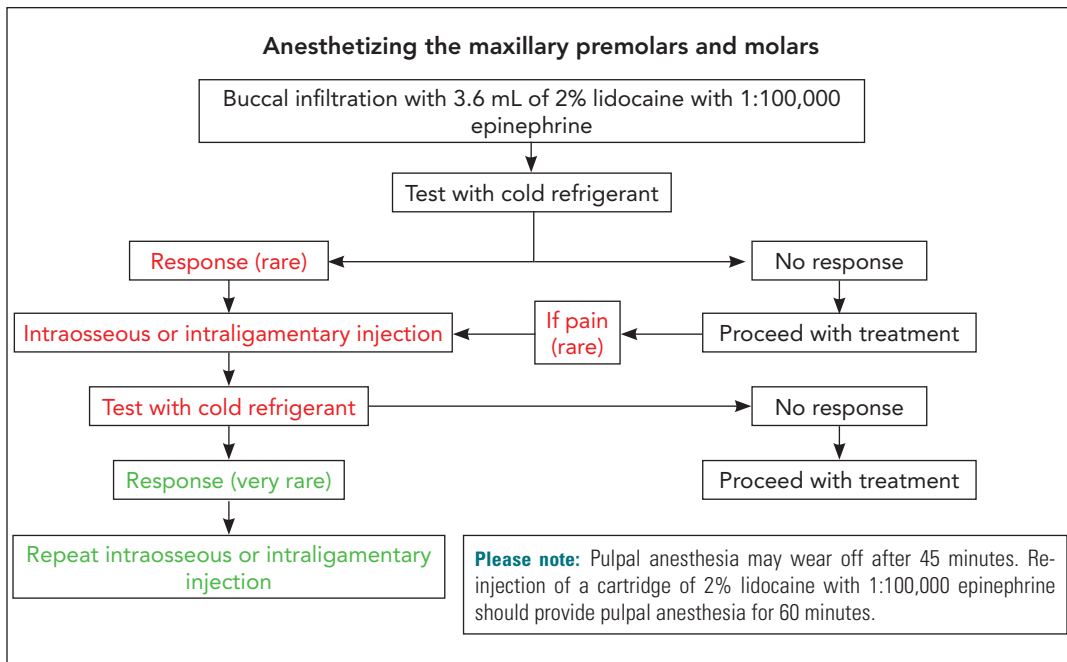 Anesthetizing the maxillary premolars and molars
Buccal infiltration with 3.6 mL of 2% lidocaine with 1:100,000
epinephrine
Test with cold refrigerant
Response (rare)
No response
Intraosseous or intraligamentary injection
If pain
(rare)
Proceed with treatment
Test with cold refrigerant
No response
Response (very rare)
Proceed with treatment
Repeat intraosseous or intraligamentary
injection
Please note: Pulpal anesthesia may wear off after 45 minutes. Re-
injection of a cartridge of 2% lidocaine with 1:100,000 epinephrine
should provide pulpal anesthesia for 60 minutes.